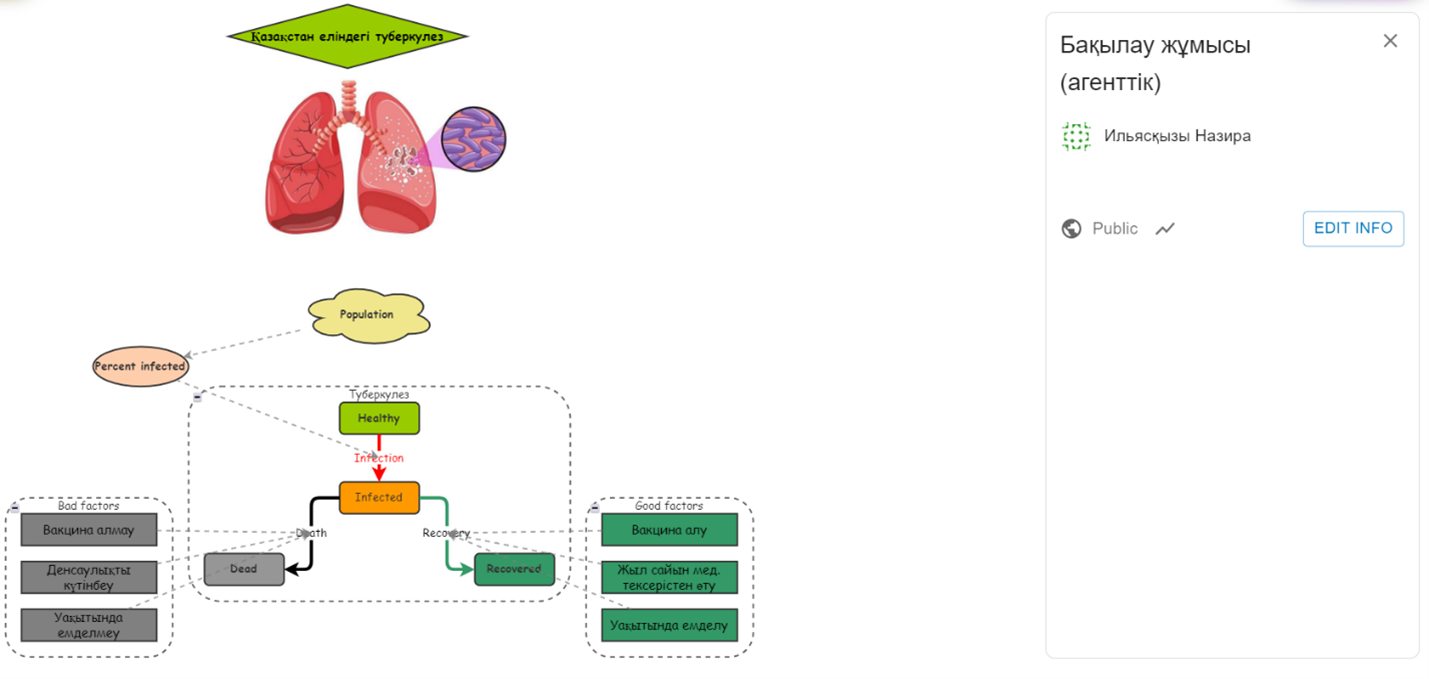 Қазақстан еліндегі туберкулез
Population
Percent infected
Туберкулез
Healthy
Infection
Infected
Death
Recovery
Dead
Recovered
Bad factors
Вакцина алмау
Денсаулықты
күтінбеу
Уақытында
емделмеу
Good factors
Вакцина алу
Жыл сайын мед.
тексерістен өту
Уақытында емделу
Бақылау жұмысы
(агенттік)
Ильясқызы Назира
Public
EDIT INFO